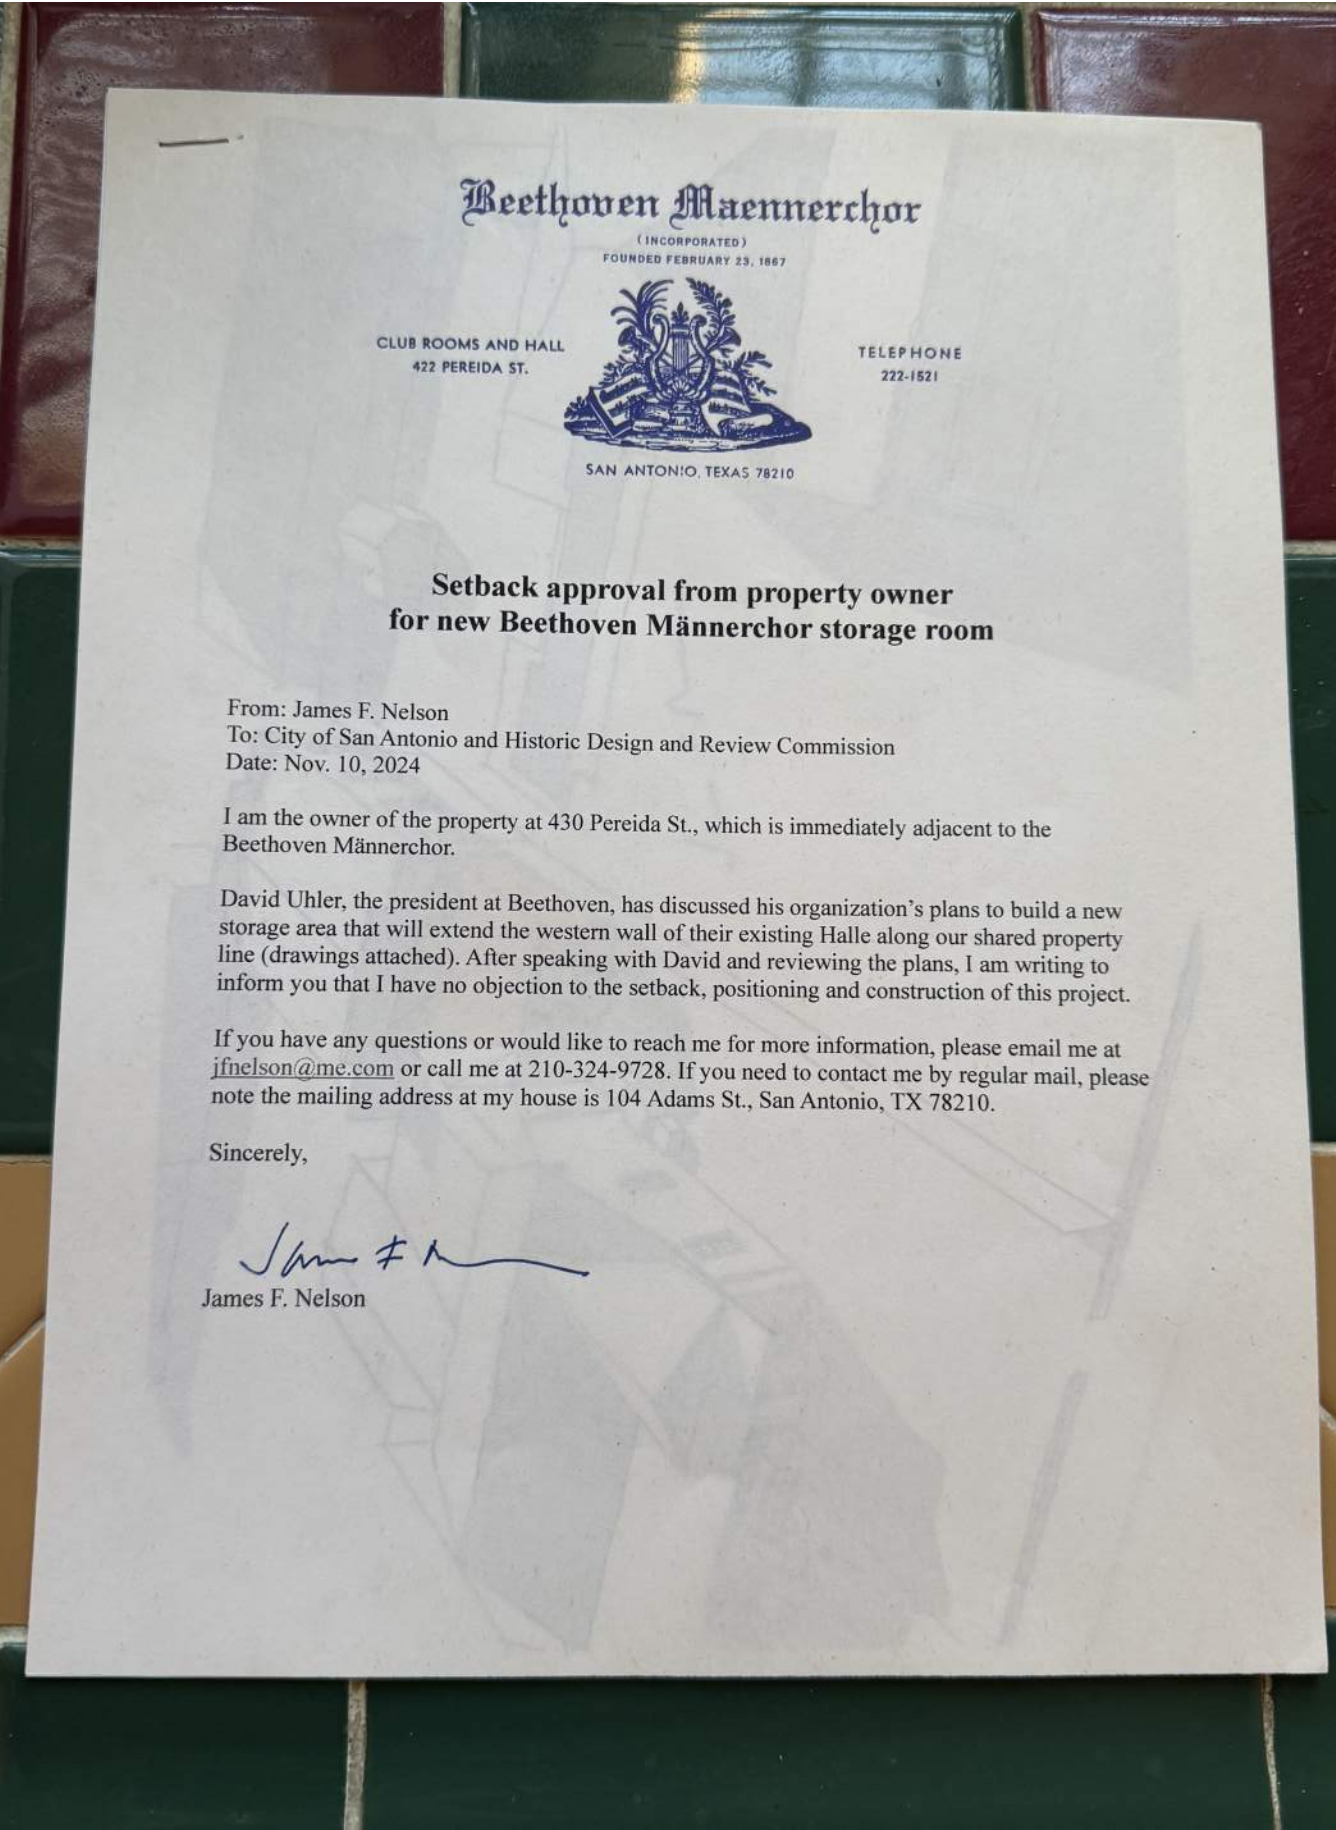 Beethoven Maennerchor
(INCORPORATED)
FOUNDED FEBRUARY 23, 1867
CLUB ROOMS AND HALL
422 PEREIDA ST.
TELEPHONE
222-1521
SAN ANTONIO, TEXAS 78210
Setback approval from property owner
for new Beethoven Männerchor storage room
From: James F. Nelson
To: City of San Antonio and Historic Design and Review Commission
Date: Nov. 10, 2024
I am the owner of the property at 430 Pereida St., which is immediately adjacent to the
Beethoven Männerchor.
David Uhler, the president at Beethoven, has discussed his organization’s plans to build a new
storage area that will extend the western wall of their existing Halle along our shared property
line (drawings attached). After speaking with David and reviewing the plans, I am writing to
inform you that I have no objection to the setback, positioning and construction of this project.
If you have any questions or would like to reach me for more information, please email me at
jfnelson@me.com or call me at 210-324-9728. If you need to contact me by regular mail, please
note the mailing address at my house is 104 Adams St., San Antonio, TX 78210.
Sincerely,
James F. Nelson